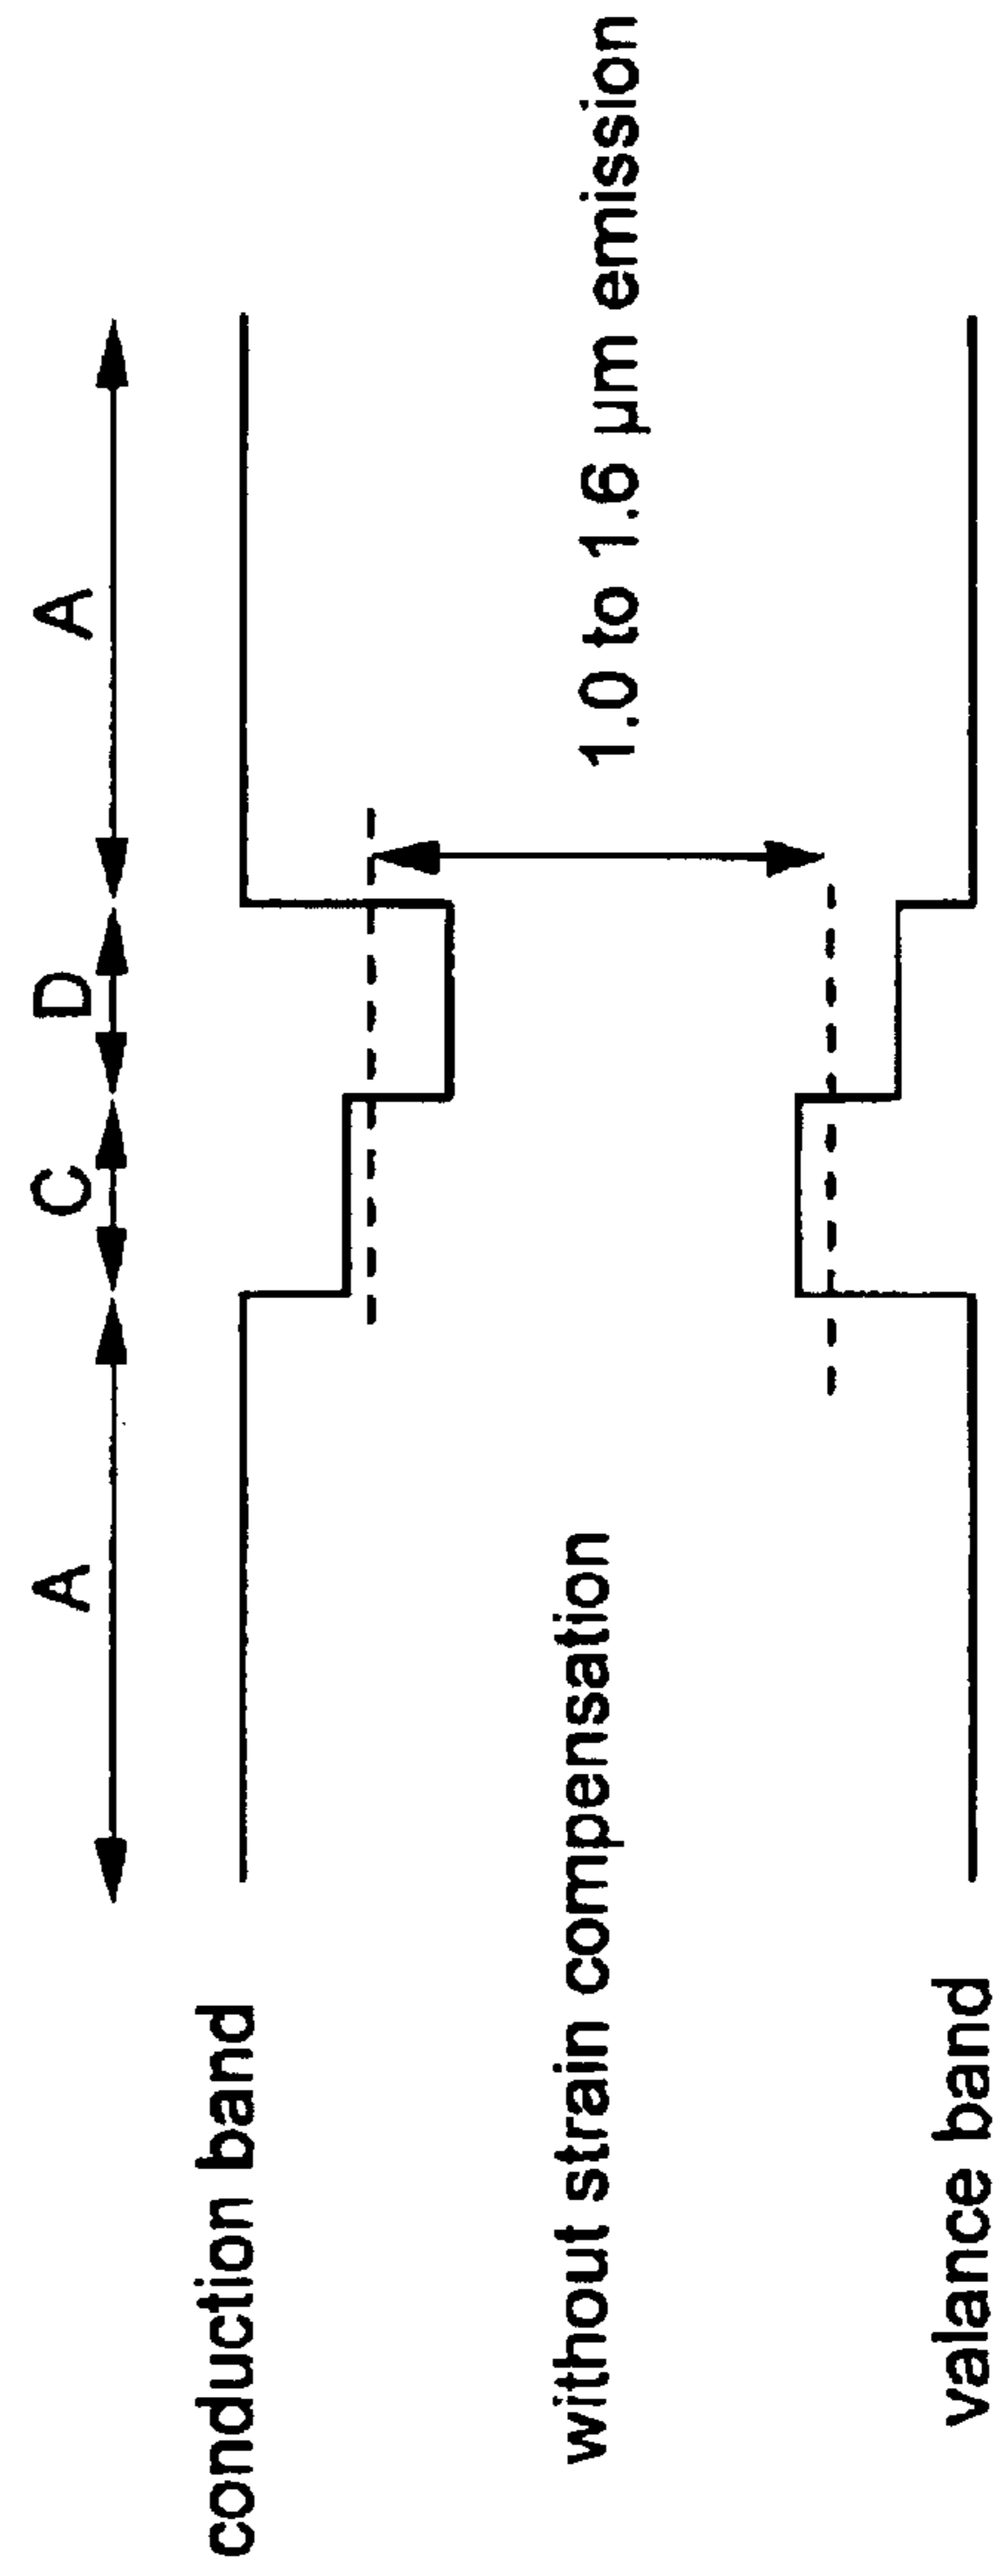 A C D A
conduction band
1.0 to 1.6 µm emission
without strain compensation
valance band